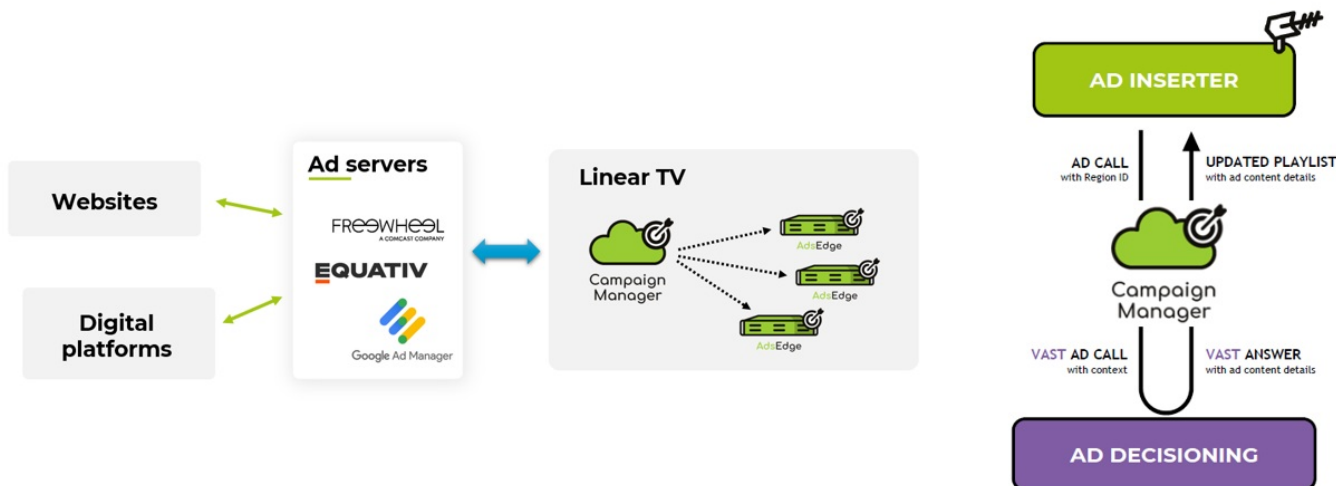 Websites
Digital
platforms
Ad servers
FREEWHEEL
A COMCAST COMPANY
EQUATIV
Google Ad Manager
Linear TV
Campaign
Manager
AdsEdge
AdsEdge
AdsEdge
AD INSERTER
AD CALL
with Region ID
UPDATED PLAYLIST
with ad content details
Campaign
Manager
VAST AD CALL
with context
VAST ANSWER
with ad content details
AD DECISIONING